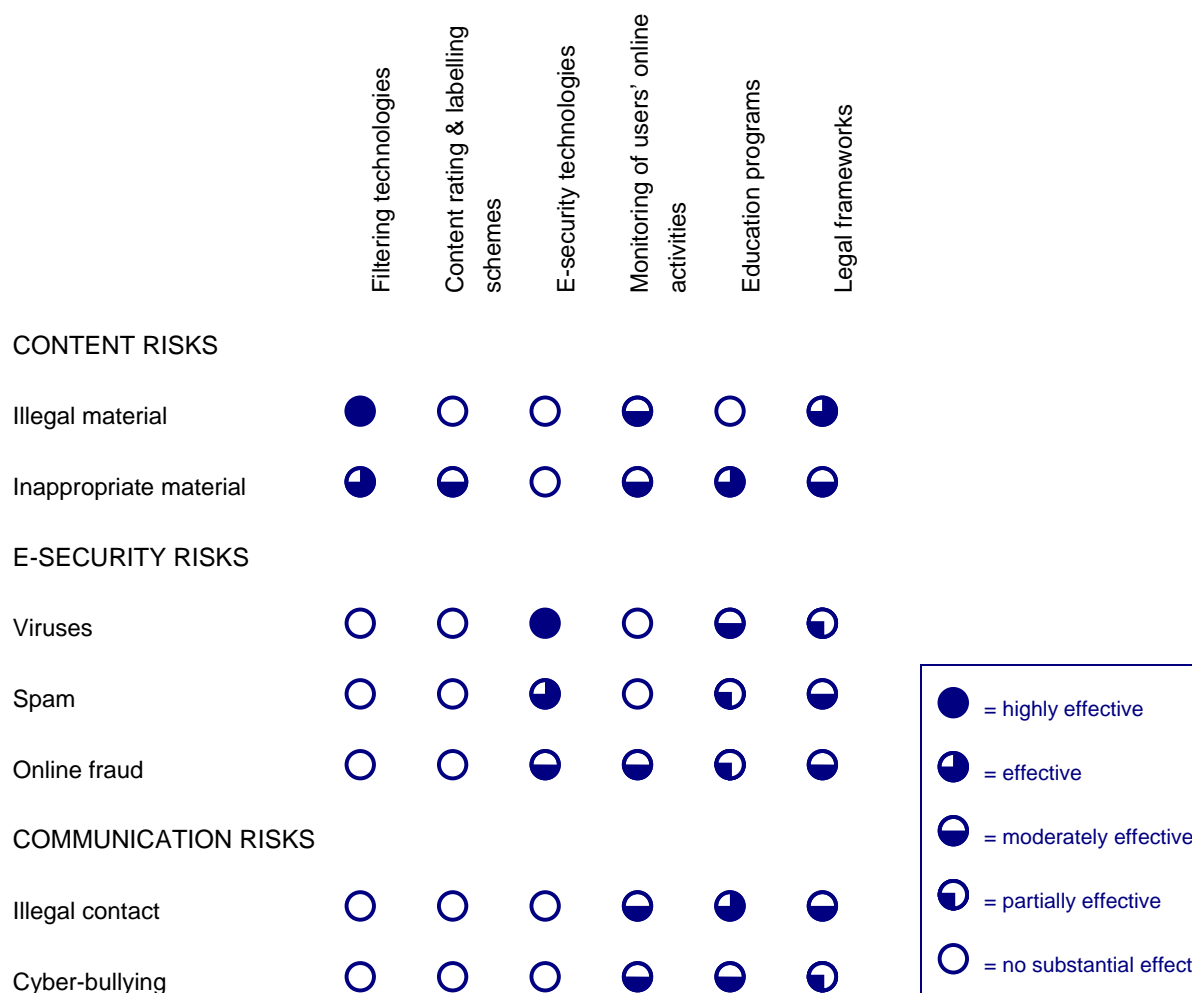 Filtering technologies
Content rating & labelling
schemes
E-security technologies
Monitoring of users’ online
activities
Education programs
Legal frameworks
CONTENT RISKS
Illegal material
Inappropriate material
E-SECURITY RISKS
Viruses
Spam
Online fraud
COMMUNICATION RISKS
Illegal contact
Cyber-bullying
= highly effective
= effective
= moderately effective
= partially effective
= no substantial effect